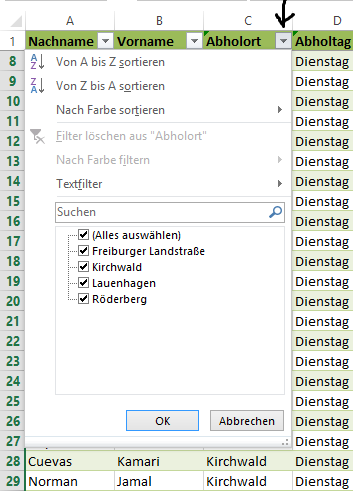 A B C D
1 Nachname Vorname Abholort Abholtag
8 Dienstag
9 Dienstag
10 Dienstag
11 Dienstag
12 Dienstag
13 Dienstag
14 Dienstag
15 Dienstag
16 Dienstag
17 Dienstag
18 Dienstag
19 Dienstag
20 Dienstag
21 Dienstag
22 Dienstag
23 Dienstag
24 Dienstag
25 Dienstag
26 Dienstag
27 Dienstag
Von A bis Z sortieren
Von Z bis A sortieren
Nach Farbe sortieren
Filter löschen aus "Abholort"
Nach Farbe filtern
Textfilter
Suchen
(Alles auswählen)
Freiburger Landstraße
Kirchwald
Lauenhagen
Röderberg
OK Abbrechen
28 Cuevas Kamari Kirchwald Dienstag
29 Norman Jamal Kirchwald Dienstag